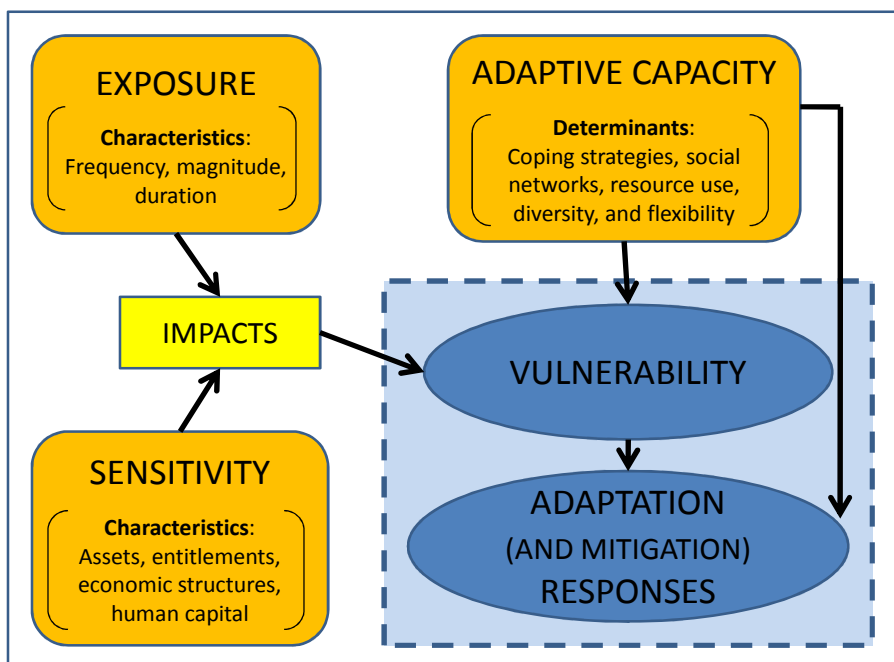 EXPOSURE
Characteristics:
Frequency, magnitude,
duration
ADAPTIVE CAPACITY
Determinants:
Coping strategies, social
networks, resource use,
diversity, and flexibility
IMPACTS
VULNERABILITY
SENSITIVITY
Characteristics:
Assets, entitlements,
economic structures,
human capital
ADAPTATION
(AND MITIGATION)
RESPONSES